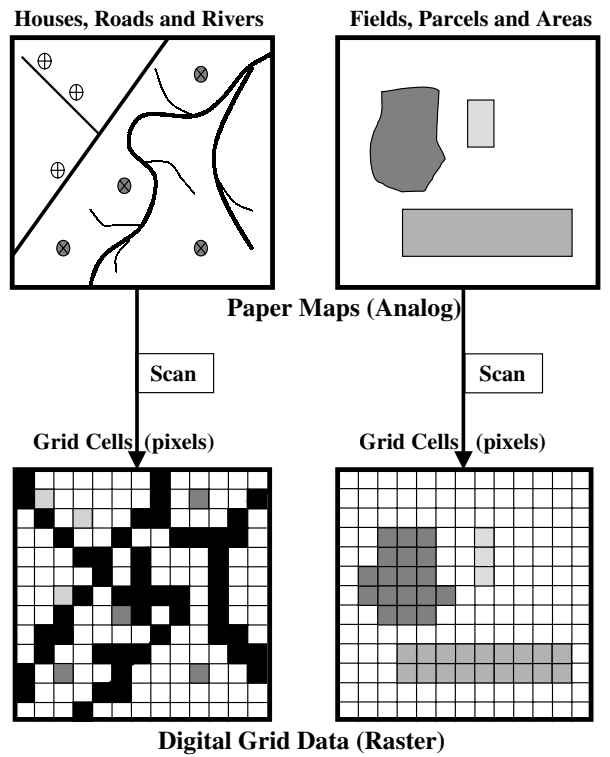 Houses, Roads and Rivers
Fields, Parcels and Areas
Paper Maps (Analog)
Scan
Scan
Grid Cells (pixels)
Grid Cells (pixels)
Digital Grid Data (Raster)